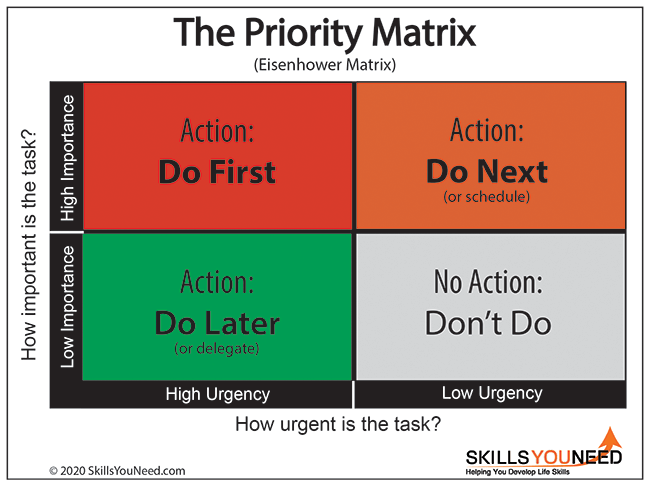 The Priority Matrix
(Eisenhower Matrix)
How important is the task?
High Importance
Action:
Do First
Action:
Do Next
(or schedule)
Low Importance
Action:
Do Later
(or delegate)
No Action:
Don't Do
High Urgency
Low Urgency
How urgent is the task?
© 2020 SkillsYouNeed.com
SKILLSYOUNEED
Helping You Develop Life Skills